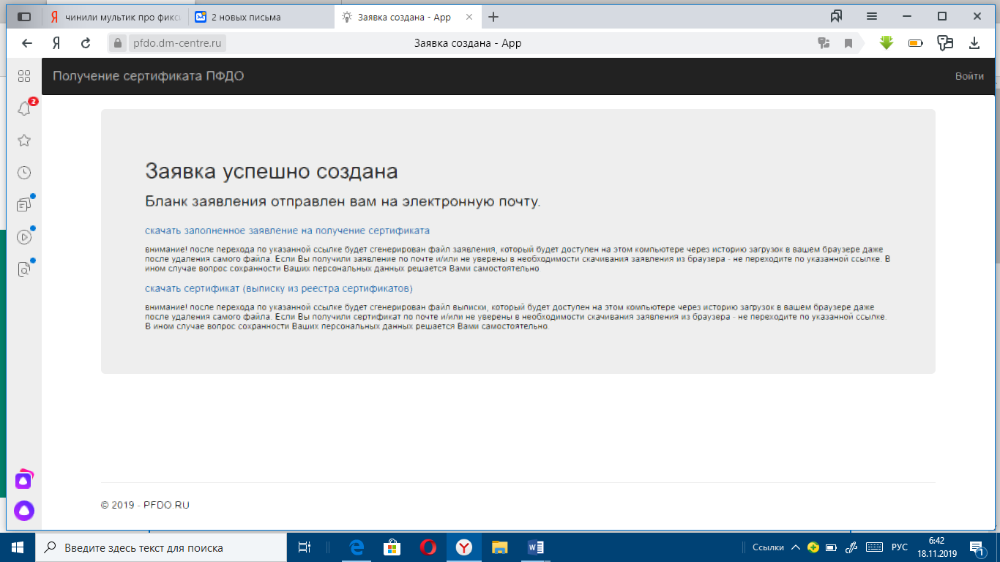 чинили мультик про фикс
2 новых письма
Заявка создана - App
pfdo.dm-centre.ru
Заявка создана - App
Получение сертификата ПФДО
Войти
2
Заявка успешно создана
Бланк заявления отправлен вам на электронную почту.
скачать заполненное заявление на получение сертификата
внимание! после перехода по указанной ссылке будет сгенерирован файл заявления, который будет доступен на этом компьютере через историю загрузок в вашем браузере даже
после удаления самого файла. Если Вы получили заявление по почте и/или не уверены в необходимости скачивания заявления из браузера - не переходите по указанной ссылке. В
ином случае вопрос сохранности Ваших персональных данных решается Вами самостоятельно.
скачать сертификат (выписку из реестра сертификатов)
внимание! после перехода по указанной ссылке будет сгенерирован файл выписки, который будет доступен на этом компьютере через историю загрузок в вашем браузере даже
после удаления самого файла. Если Вы получили сертификат по почте и/или не уверены в необходимости скачивания заявления из браузера - не переходите по указанной ссылке.
В ином случае вопрос сохранности Ваших персональных данных решается Вами самостоятельно.
© 2019 - PFDO.RU
Введите здесь текст для поиска
Ссылки
РУС
6:42
18.11.2019
1